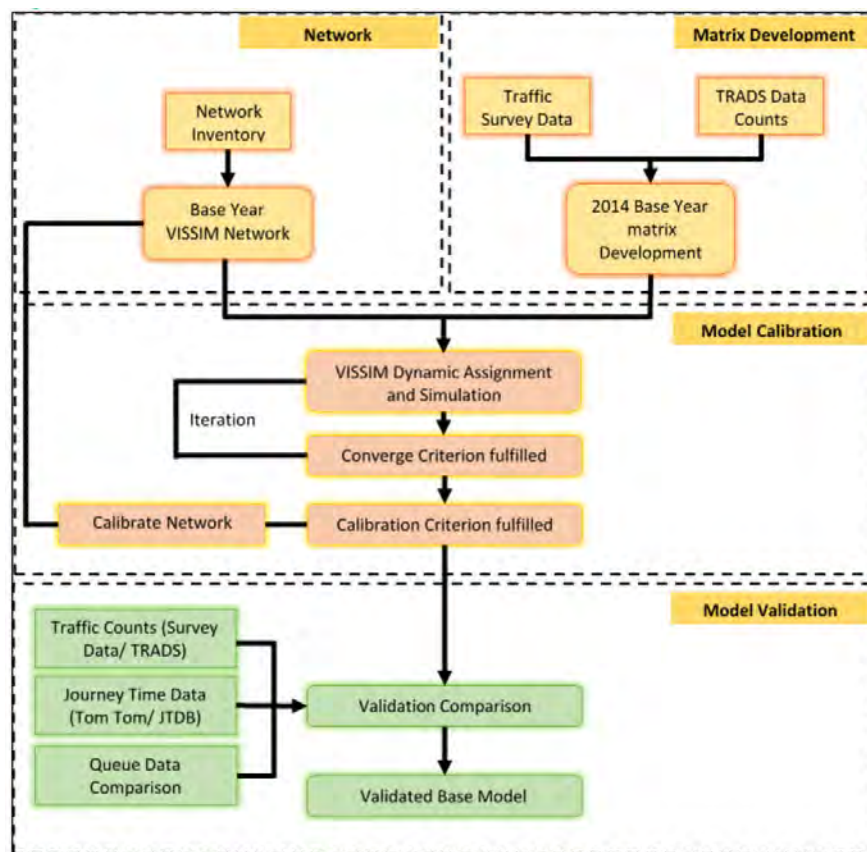 Network
Matrix Development
Network
Inventory
Traffic
Survey Data
TRADS Data
Counts
Base Year
VISSIM Network
2014 Base Year
matrix
Development
Model Calibration
VISSIM Dynamic Assignment
and Simulation
Iteration
Converge Criterion fulfilled
Calibrate Network
Calibration Criterion fulfilled
Model Validation
Traffic Counts (Survey
Data/ TRADS)
Journey Time Data
(Tom Tom/ JTDB)
Validation Comparison
Queue Data
Comparison
Validated Base Model